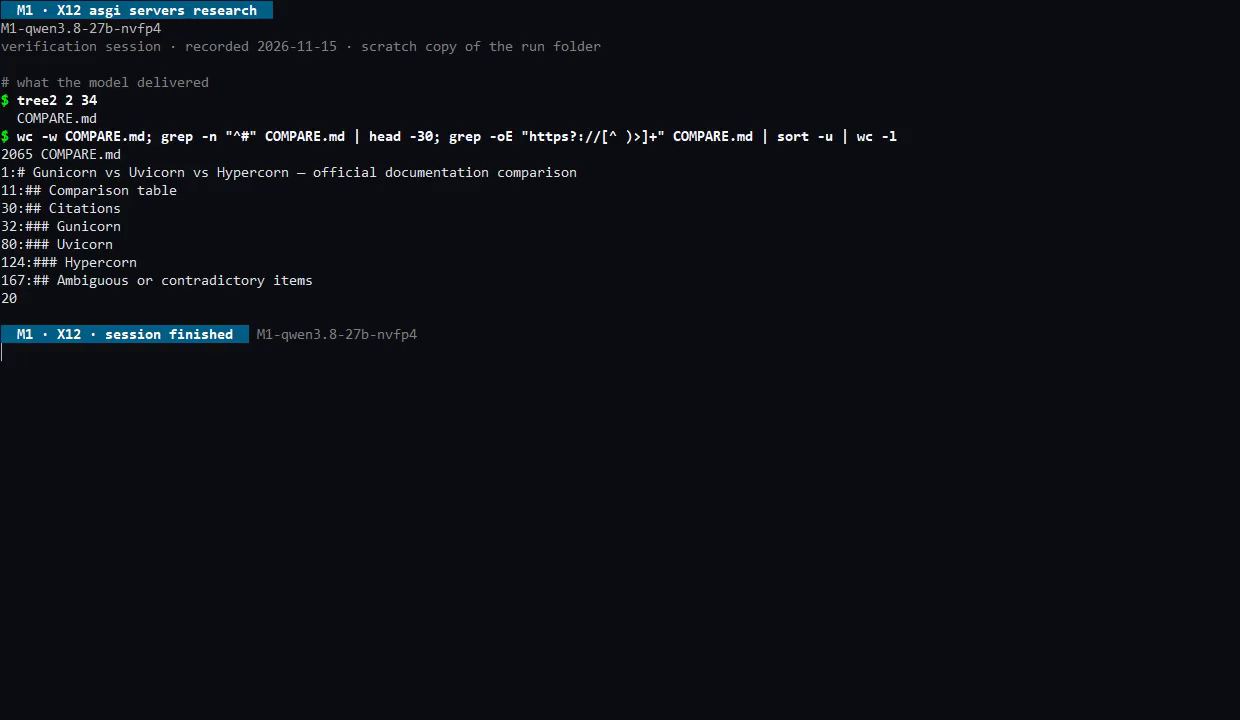 M1 · X12 asgi servers research
M1-qwen3.8-27b-nvfp4
verification session · recorded 2026-11-15 · scratch copy of the run folder
# what the model delivered
$ tree2 2 34
COMPARE.md
$ wc -w COMPARE.md; grep -n "^#" COMPARE.md | head -30; grep -oE "https?://[^ )>]+" COMPARE.md | sort -u | wc -l
2065 COMPARE.md
1:# Gunicorn vs Uvicorn vs Hypercorn — official documentation comparison
11:## Comparison table
30:## Citations
32:### Gunicorn
80:### Uvicorn
124:### Hypercorn
167:## Ambiguous or contradictory items
20
M1 · X12 · session finished M1-qwen3.8-27b-nvfp4